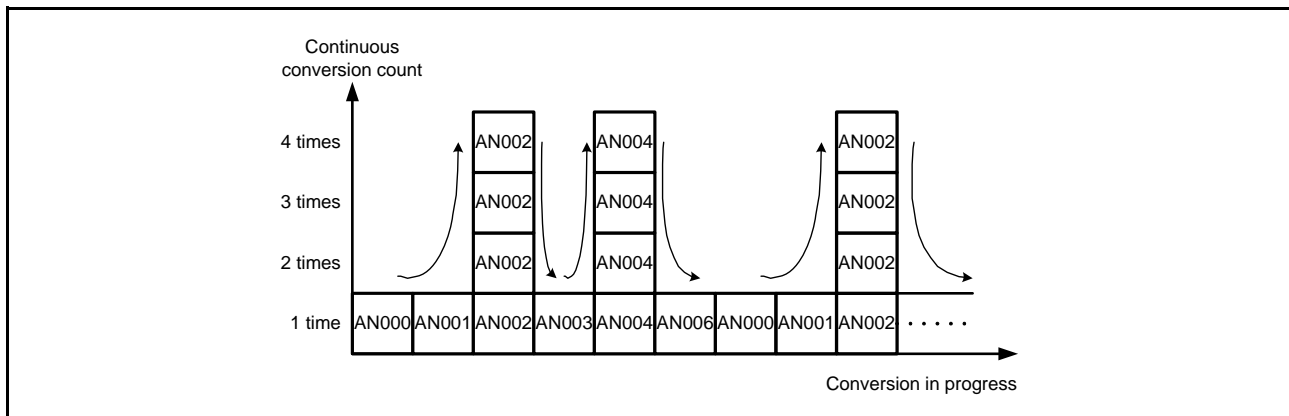 Continuous
conversion count
4 times AN002 AN004 AN002
3 times AN002 AN004 AN002
2 times AN002 AN004 AN002
1 time AN000 AN001 AN002 AN003 AN004 AN006 AN000 AN001 AN002 ......
Conversion in progress